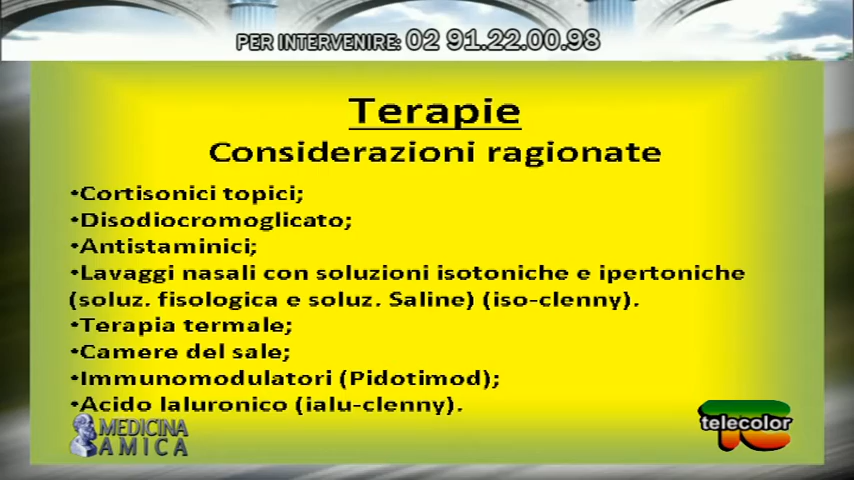 PER INTERVENIRE: 02 91.22.00.98
Terapie
Considerazioni ragionate
•Cortisonici topici;
•Disodiocromoglicato;
•Antistaminici;
•Lavaggi nasali con soluzioni isotoniche e ipertoniche
(soluz. fisologica e soluz. Saline) (iso-clenny).
•Terapia termale;
•Camere del sale;
•Immunomodulatori (Pidotimod);
•Acido Ialuronico (ialu-clenny).
MEDICINA
AMICA
telecolor